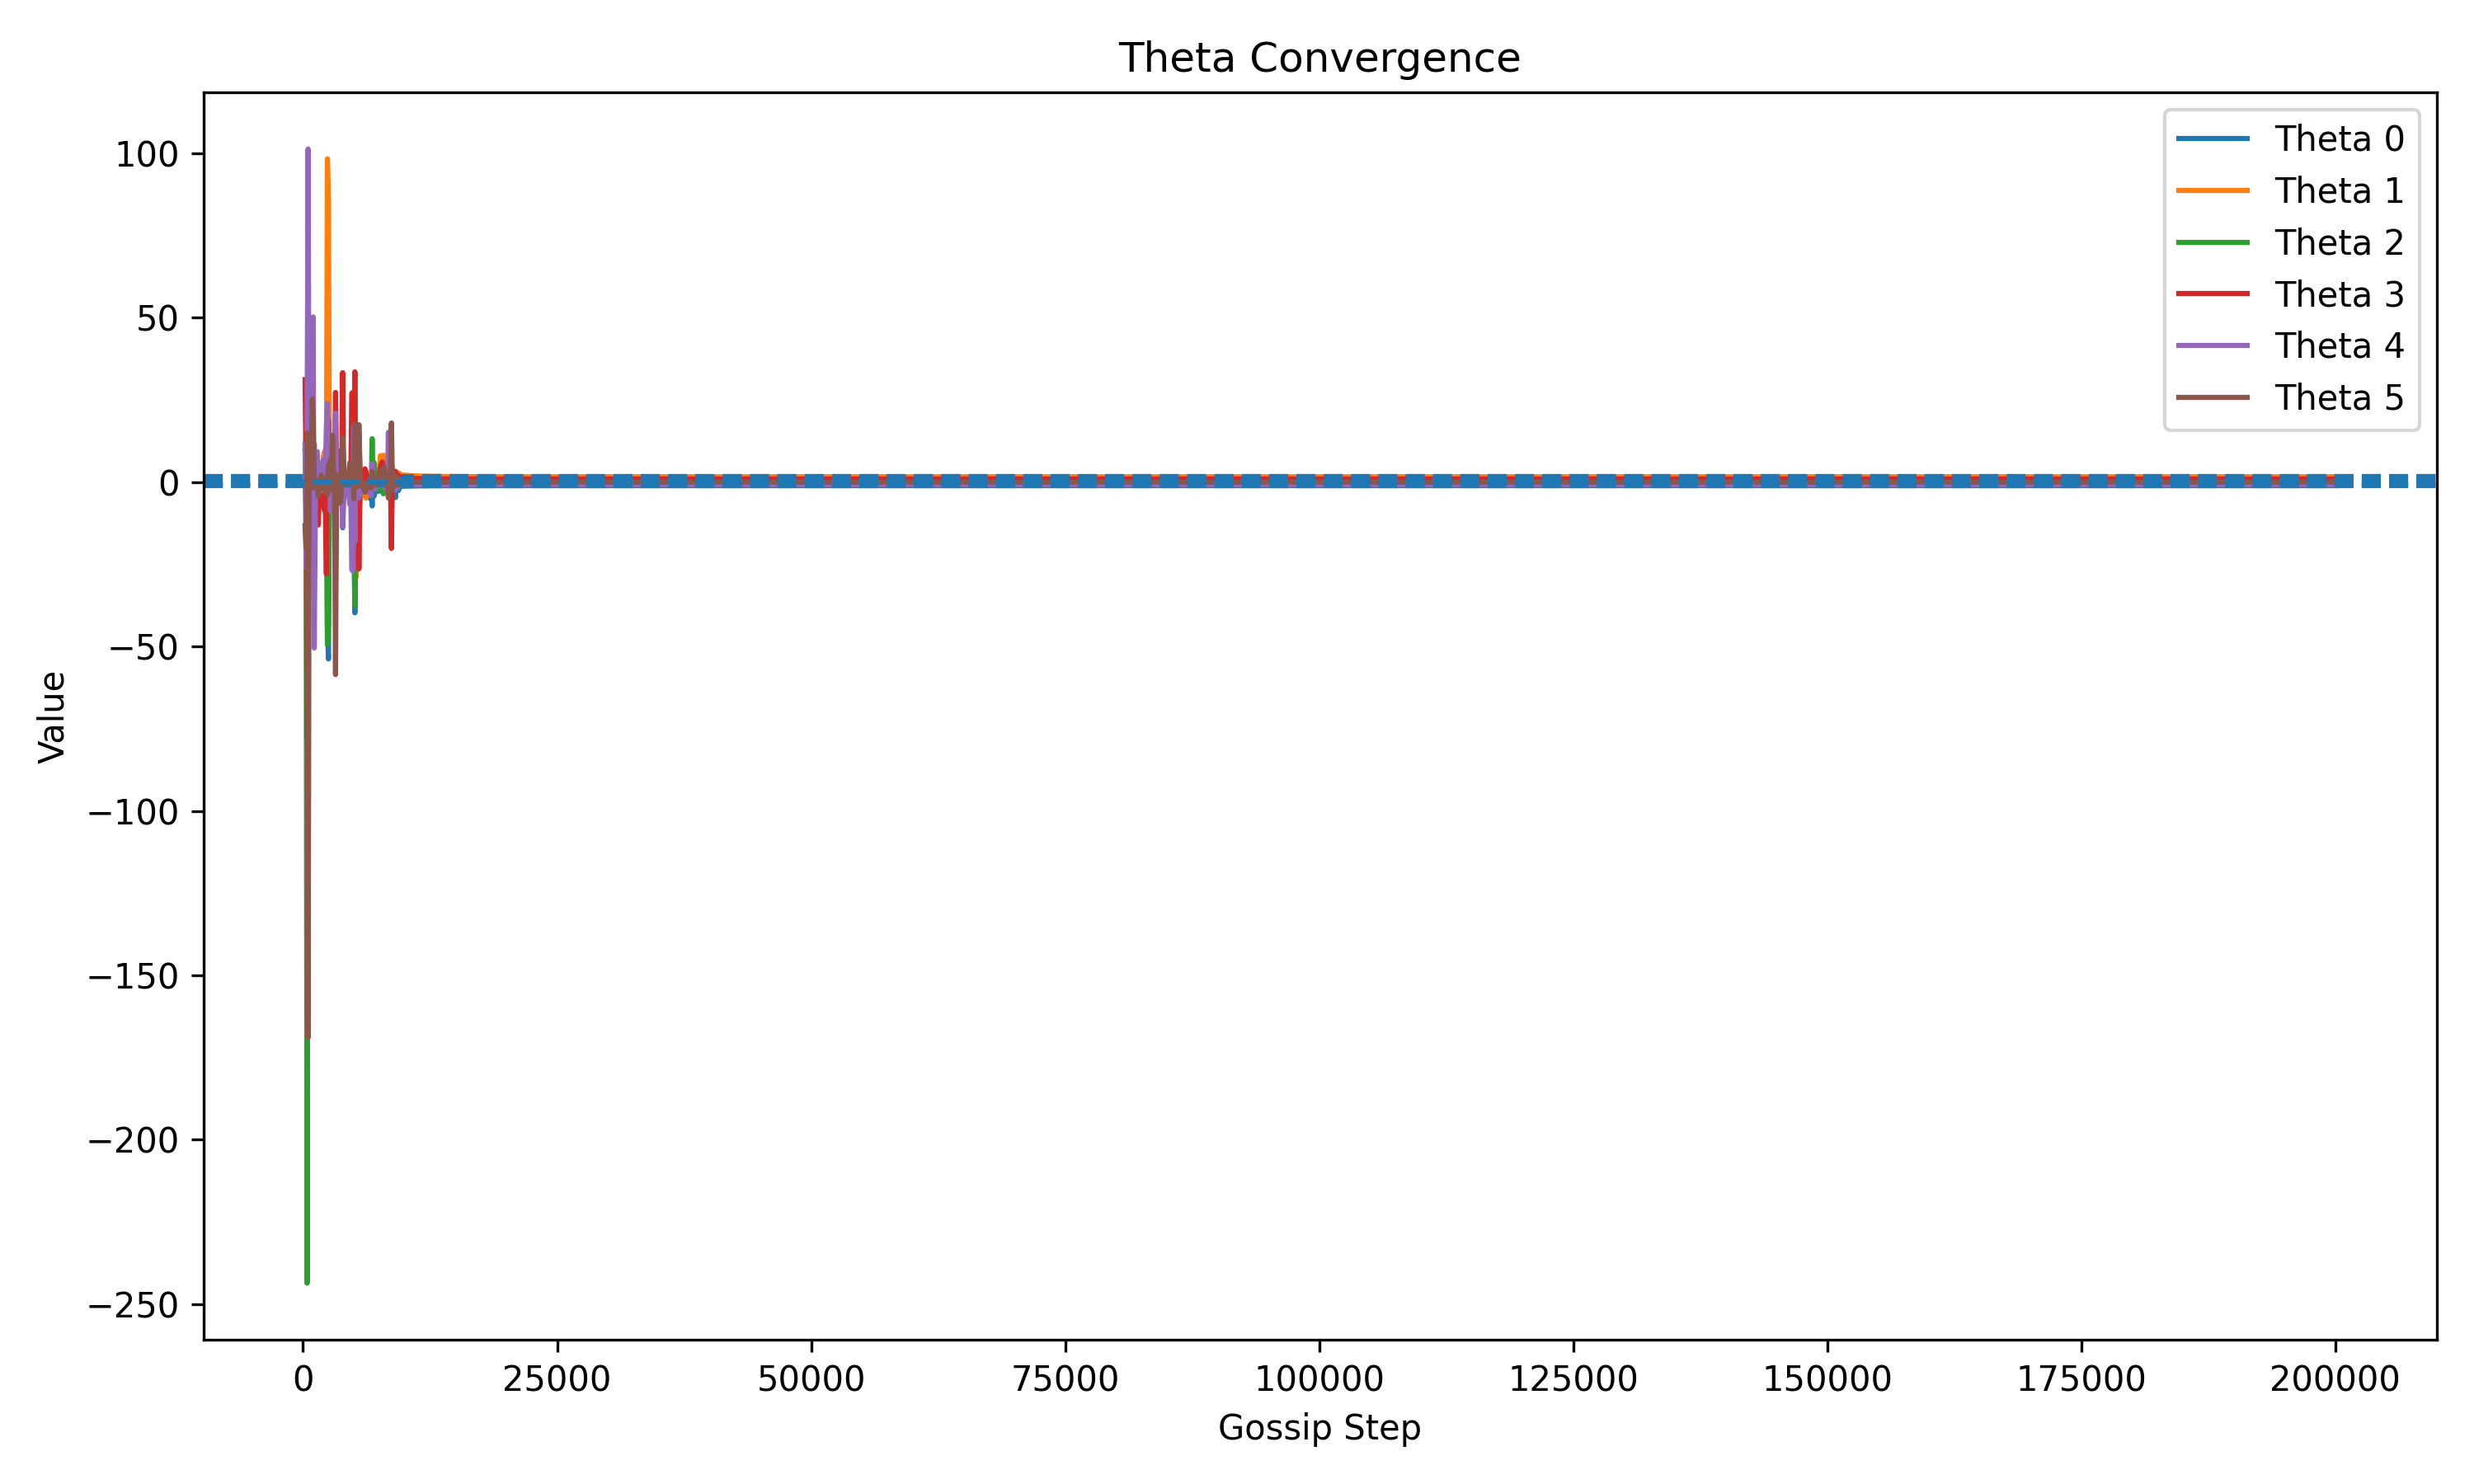 Theta Convergence
Theta 0
Theta 1
Theta 2
Theta 3
Theta 4
Theta 5
100
50
0
−50
−100
−150
−200
−250
Value
0 25000 50000 75000 100000 125000 150000 175000 200000
Gossip Step